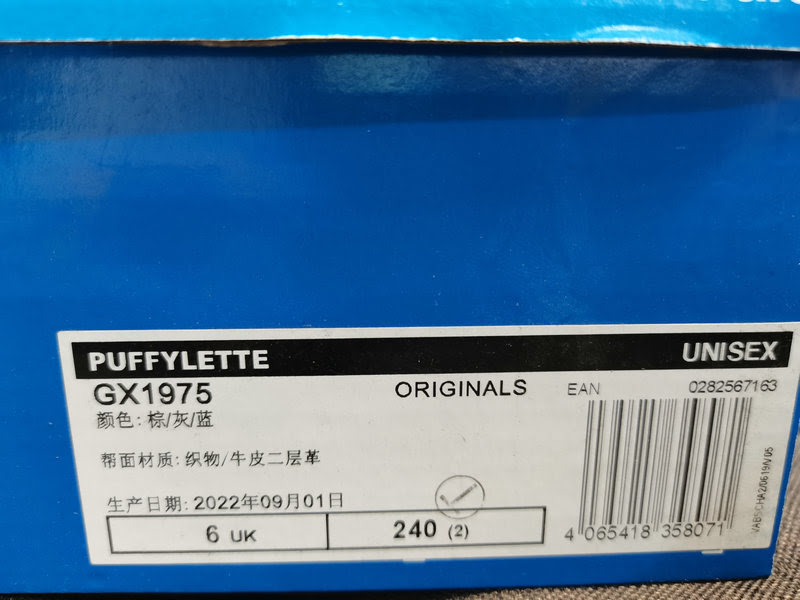 PUFFYLETTE UNISEX
GX1975 ORIGINALS EAN 0282567163
颜色: 棕/灰/蓝
帮面材质: 织物/牛皮二层革
生产日期: 2022年09月01日
6 UK 240 (2)
4 065418 358071